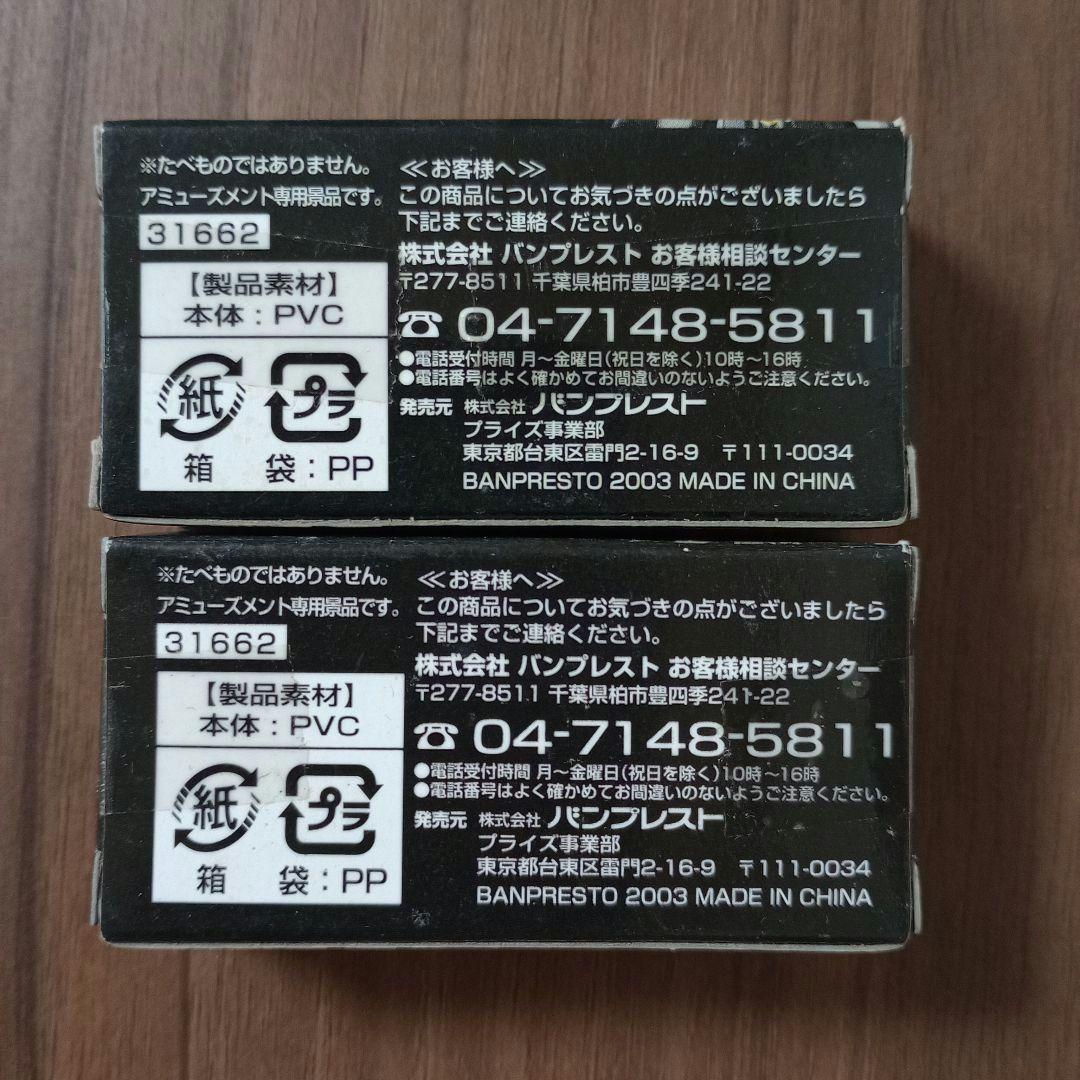 ※たべものではありません。
アミューズメント専用景品です。
31662
【製品素材】
本体：PVC
紙
プラ
箱 袋：PP
≪お客様へ≫
この商品についてお気づきの点がございましたら
下記までご連絡ください。
株式会社 バンプレスト お客様相談センター
〒277-8511 千葉県柏市豊四季241-22
☎ 04-7148-5811
●電話受付時間 月～金曜日(祝日を除く)10時～16時
●電話番号はよく確かめてお間違いのないようご注意ください。
発売元 株式会社 バンプレスト
プライズ事業部
東京都台東区雷門2-16-9 〒111-0034
BANPRESTO 2003 MADE IN CHINA
※たべものではありません。
アミューズメント専用景品です。
31662
【製品素材】
本体：PVC
紙
プラ
箱 袋：PP
≪お客様へ≫
この商品についてお気づきの点がございましたら
下記までご連絡ください。
株式会社 バンプレスト お客様相談センター
〒277-8511 千葉県柏市豊四季241-22
☎ 04-7148-5811
●電話受付時間 月～金曜日(祝日を除く)10時～16時
●電話番号はよく確かめてお間違いのないようご注意ください。
発売元 株式会社 バンプレスト
プライズ事業部
東京都台東区雷門2-16-9 〒111-0034
BANPRESTO 2003 MADE IN CHINA